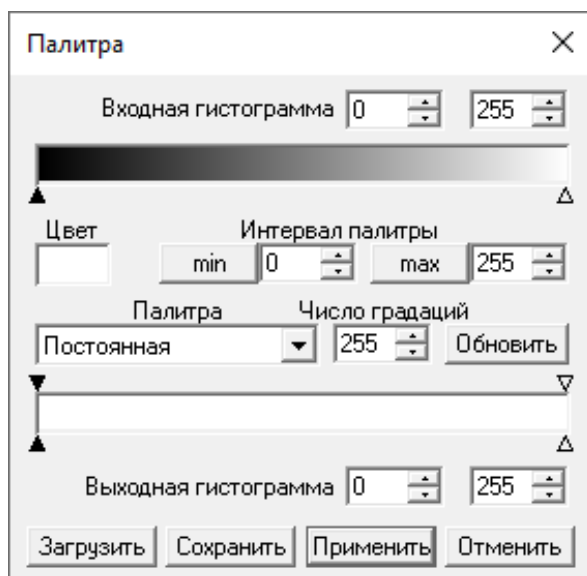 Палитра
Входная гистограмма 0 255
Цвет Интервал палитры
min 0 max 255
Палитра Число градаций
Постоянная 255 Обновить
Выходная гистограмма 0 255
Загрузить Сохранить Применить Отменить